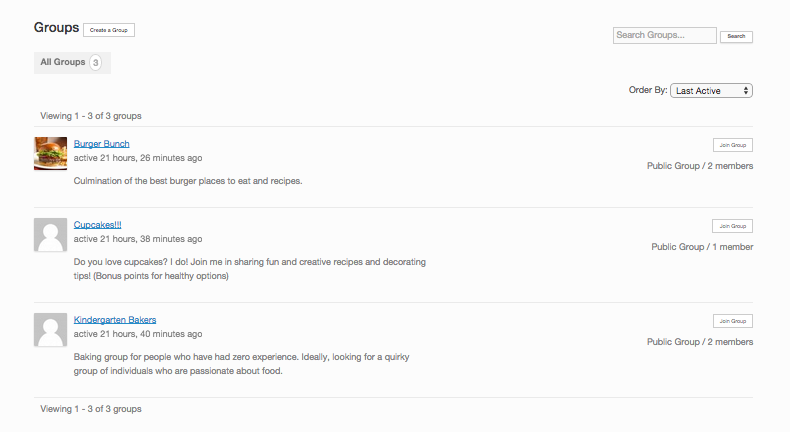 Groups Create a Group
Search Groups... Search
All Groups 3
Order By: Last Active
Viewing 1 - 3 of 3 groups
Burger Bunch
active 21 hours, 26 minutes ago
Culmination of the best burger places to eat and recipes.
Join Group
Public Group / 2 members
Cupcakes!!!
active 21 hours, 38 minutes ago
Do you love cupcakes? I do! Join me in sharing fun and creative recipes and decorating
tips! (Bonus points for healthy options)
Join Group
Public Group / 1 member
Kindergarten Bakers
active 21 hours, 40 minutes ago
Baking group for people who have had zero experience. Ideally, looking for a quirky
group of individuals who are passionate about food.
Join Group
Public Group / 2 members
Viewing 1 - 3 of 3 groups